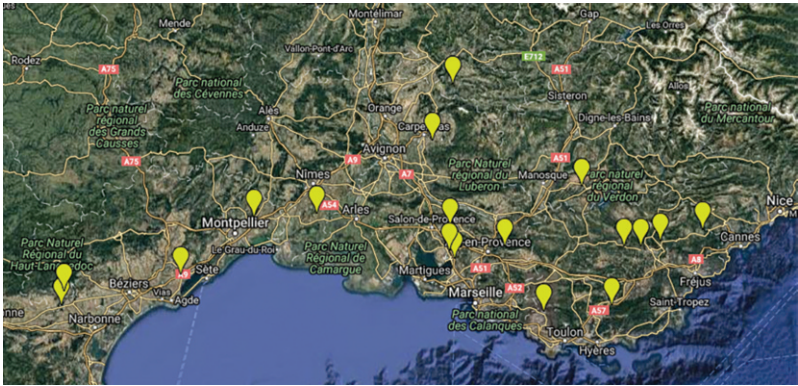 Montélimar
Gap
Mende
Les Orres
Vallon-Pont-d'Arc
E712
Rodez
A75
A51
Parc national
des Cévennes
Allos
Sisteron
Parc naturel
régional
des Grands
Causses
Orange
Parc national
du Mercantour
Alès
Digne-les-Bains
Anduze
Carpentras
Avignon
A75
A9
A51
Parc Naturel
régional du
Luberon
Nimes
A7
Manosque
Parc naturel
régional
du Verdon
A54
Arles
Nice
Montpellier
Salon-de-Provence
Cannes
Parc Naturel
Régional du
Haut-Languedoc
Le Grau-du-Roi
Parc Naturel
Régional de
Camargue
en-Provence
A8
Martigues
A51
Sète
A9
Béziers
Vias
Agde
Fréjus
A52
Marseille
Saint-Tropez
Narbonne
A57
Parc national
des Calanques
Toulon
Hyères